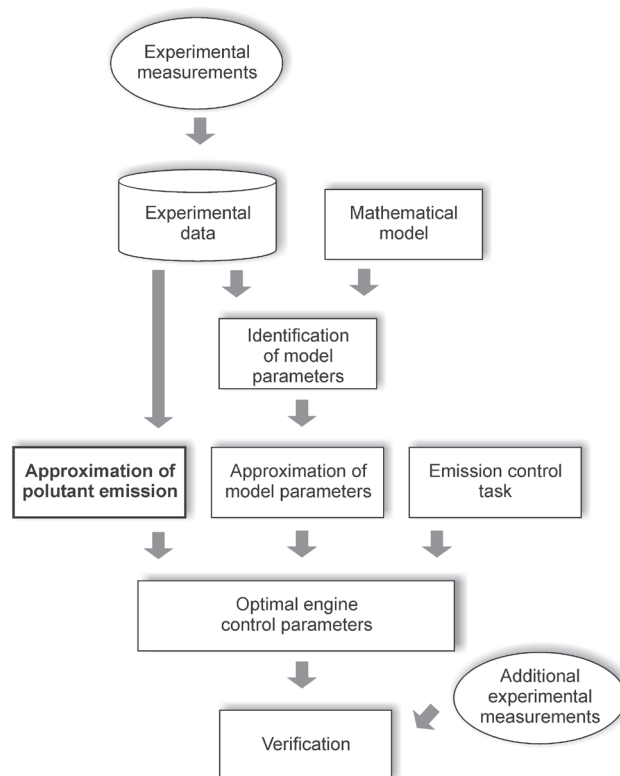 Experimental
measurements
Experimental
data
Mathematical
model
Identification
of model
parameters
Approximation of
polutant emission
Approximation of
model parameters
Emission control
task
Optimal engine
control parameters
Additional
experimental
measurements
Verification